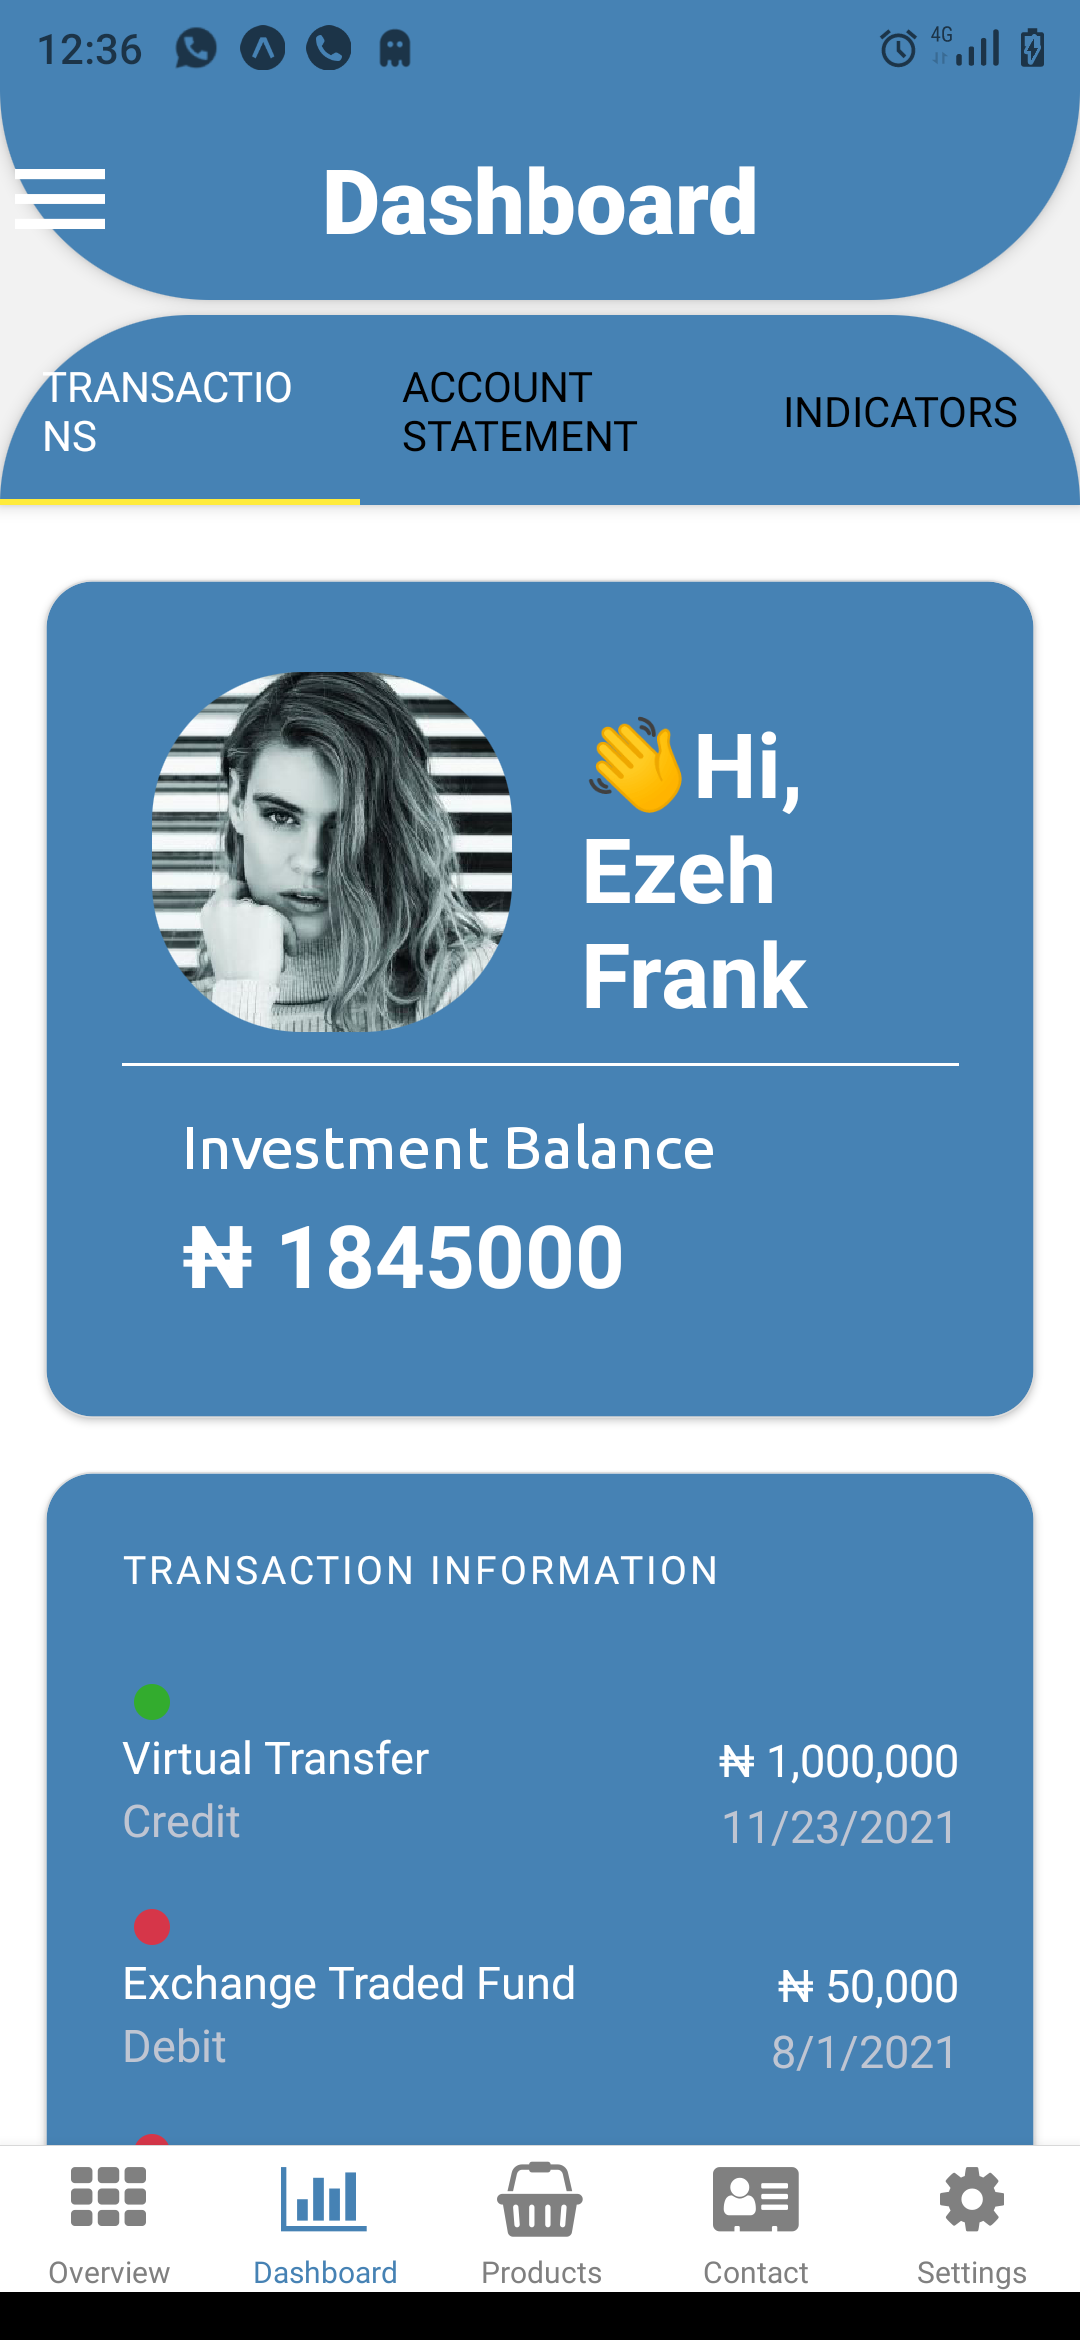 12:36
4G
Dashboard
TRANSACTIO
NS
ACCOUNT
STATEMENT
INDICATORS
👋Hi,
Ezeh
Frank
Investment Balance
₦ 1845000
TRANSACTION INFORMATION
Virtual Transfer
₦ 1,000,000
Credit
11/23/2021
Exchange Traded Fund
₦ 50,000
Debit
8/1/2021
Overview
Dashboard
Products
Contact
Settings